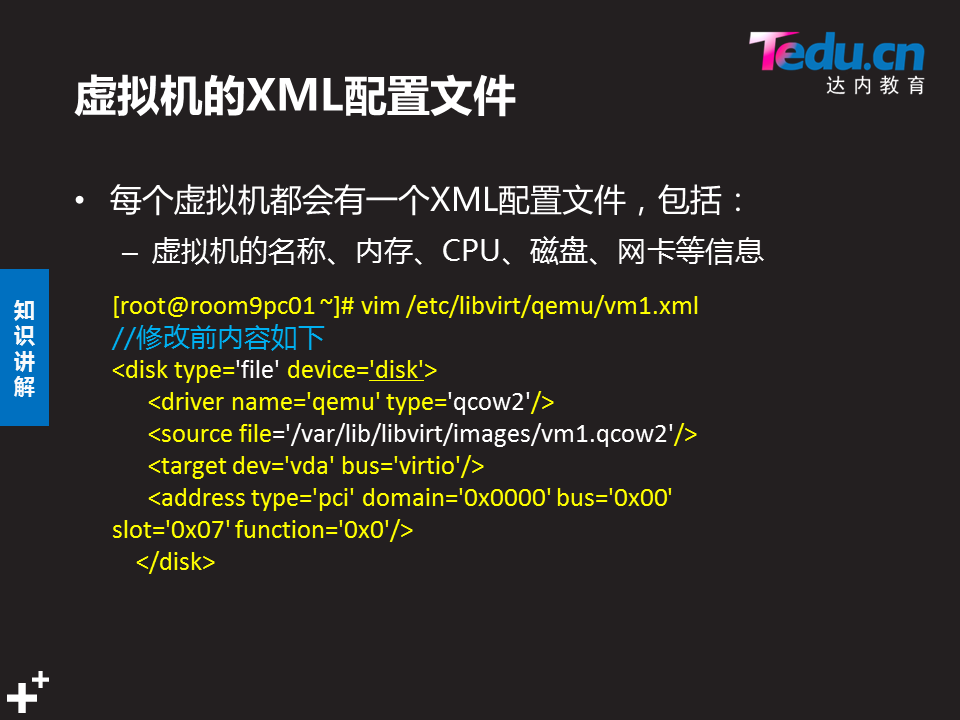 Tedu.cn
达内教育
虚拟机的XML配置文件
• 每个虚拟机都会有一个XML配置文件，包括：
– 虚拟机的名称、内存、CPU、磁盘、网卡等信息
知识讲解
[root@room9pc01 ~]# vim /etc/libvirt/qemu/vm1.xml
//修改前内容如下
<disk type='file' device='disk'>
<driver name='qemu' type='qcow2'/>
<source file='/var/lib/libvirt/images/vm1.qcow2'/>
<target dev='vda' bus='virtio'/>
<address type='pci' domain='0x0000' bus='0x00'
slot='0x07' function='0x0'/>
</disk>